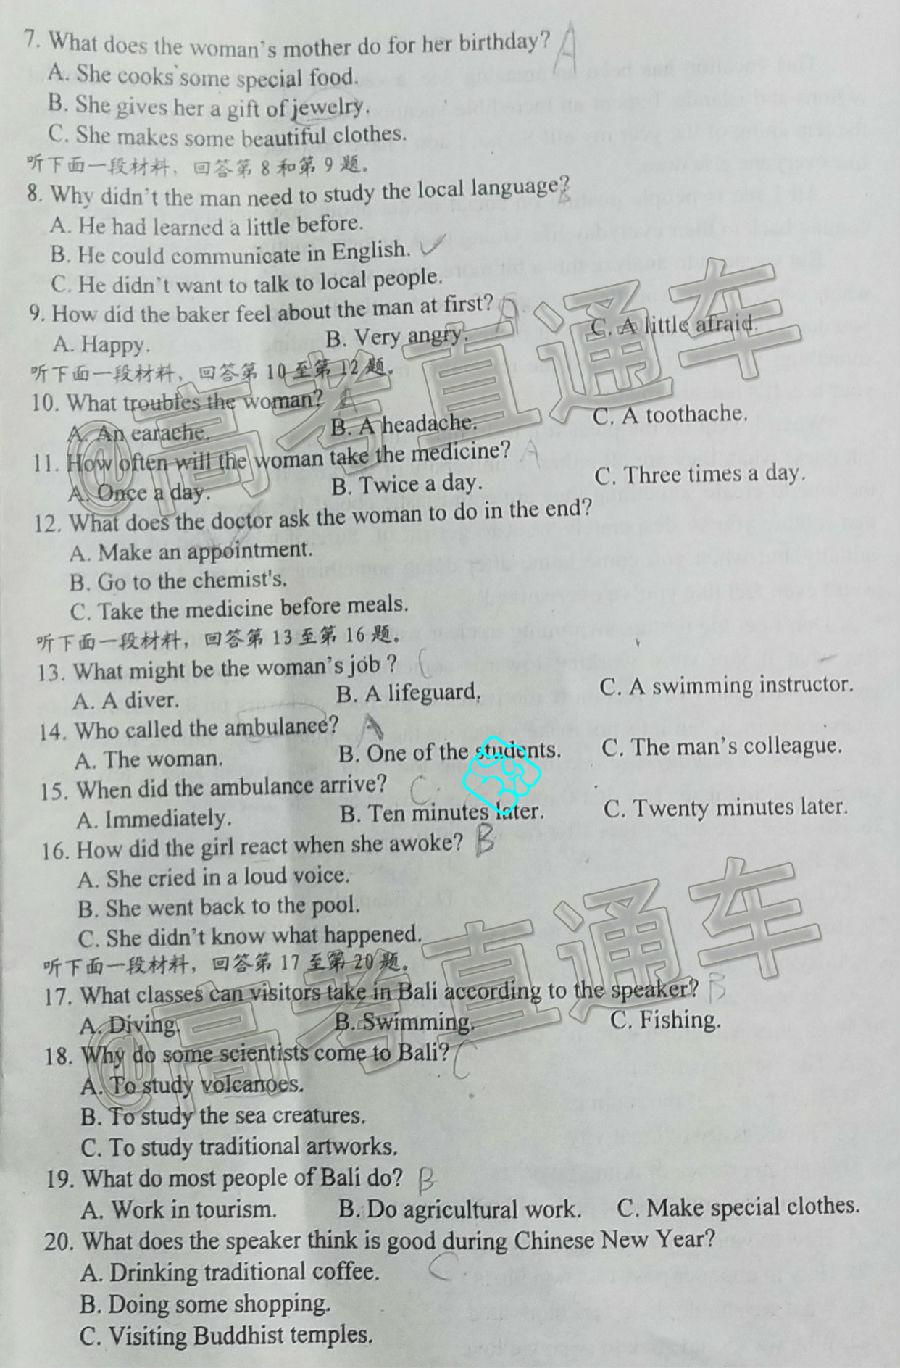 7. What does the woman's mother do for her birthday? A
A. She cooks some special food.
B. She gives her a gift of jewelry.
C. She makes some beautiful clothes.
听下面一段材料，回答第 8 和第 9 题。
8. Why didn't the man need to study the local language? B
A. He had learned a little before.
B. He could communicate in English. ✓
C. He didn't want to talk to local people.
9. How did the baker feel about the man at first? A
A. Happy. B. Very angry. C. A little afraid.
听下面一段材料，回答第 10 至第 12 题。
10. What troubles the woman? A
A. An earache. B. A headache. C. A toothache.
11. How often will the woman take the medicine? A
A. Once a day. B. Twice a day. C. Three times a day.
12. What does the doctor ask the woman to do in the end?
A. Make an appointment.
B. Go to the chemist's.
C. Take the medicine before meals.
听下面一段材料，回答第 13 至第 16 题。
13. What might be the woman's job ? C
A. A diver. B. A lifeguard. C. A swimming instructor.
14. Who called the ambulance? A
A. The woman. B. One of the students. C. The man's colleague.
15. When did the ambulance arrive? C
A. Immediately. B. Ten minutes later. C. Twenty minutes later.
16. How did the girl react when she awoke? B
A. She cried in a loud voice.
B. She went back to the pool.
C. She didn't know what happened.
听下面一段材料，回答第 17 至第 20 题。
17. What classes can visitors take in Bali according to the speaker? B
A. Diving. B. Swimming. C. Fishing.
18. Why do some scientists come to Bali? C
A. To study volcanoes.
B. To study the sea creatures.
C. To study traditional artworks.
19. What do most people of Bali do? B
A. Work in tourism. B. Do agricultural work. C. Make special clothes.
20. What does the speaker think is good during Chinese New Year?
A. Drinking traditional coffee. C
B. Doing some shopping.
C. Visiting Buddhist temples.
@高考直通车
@高考直通车